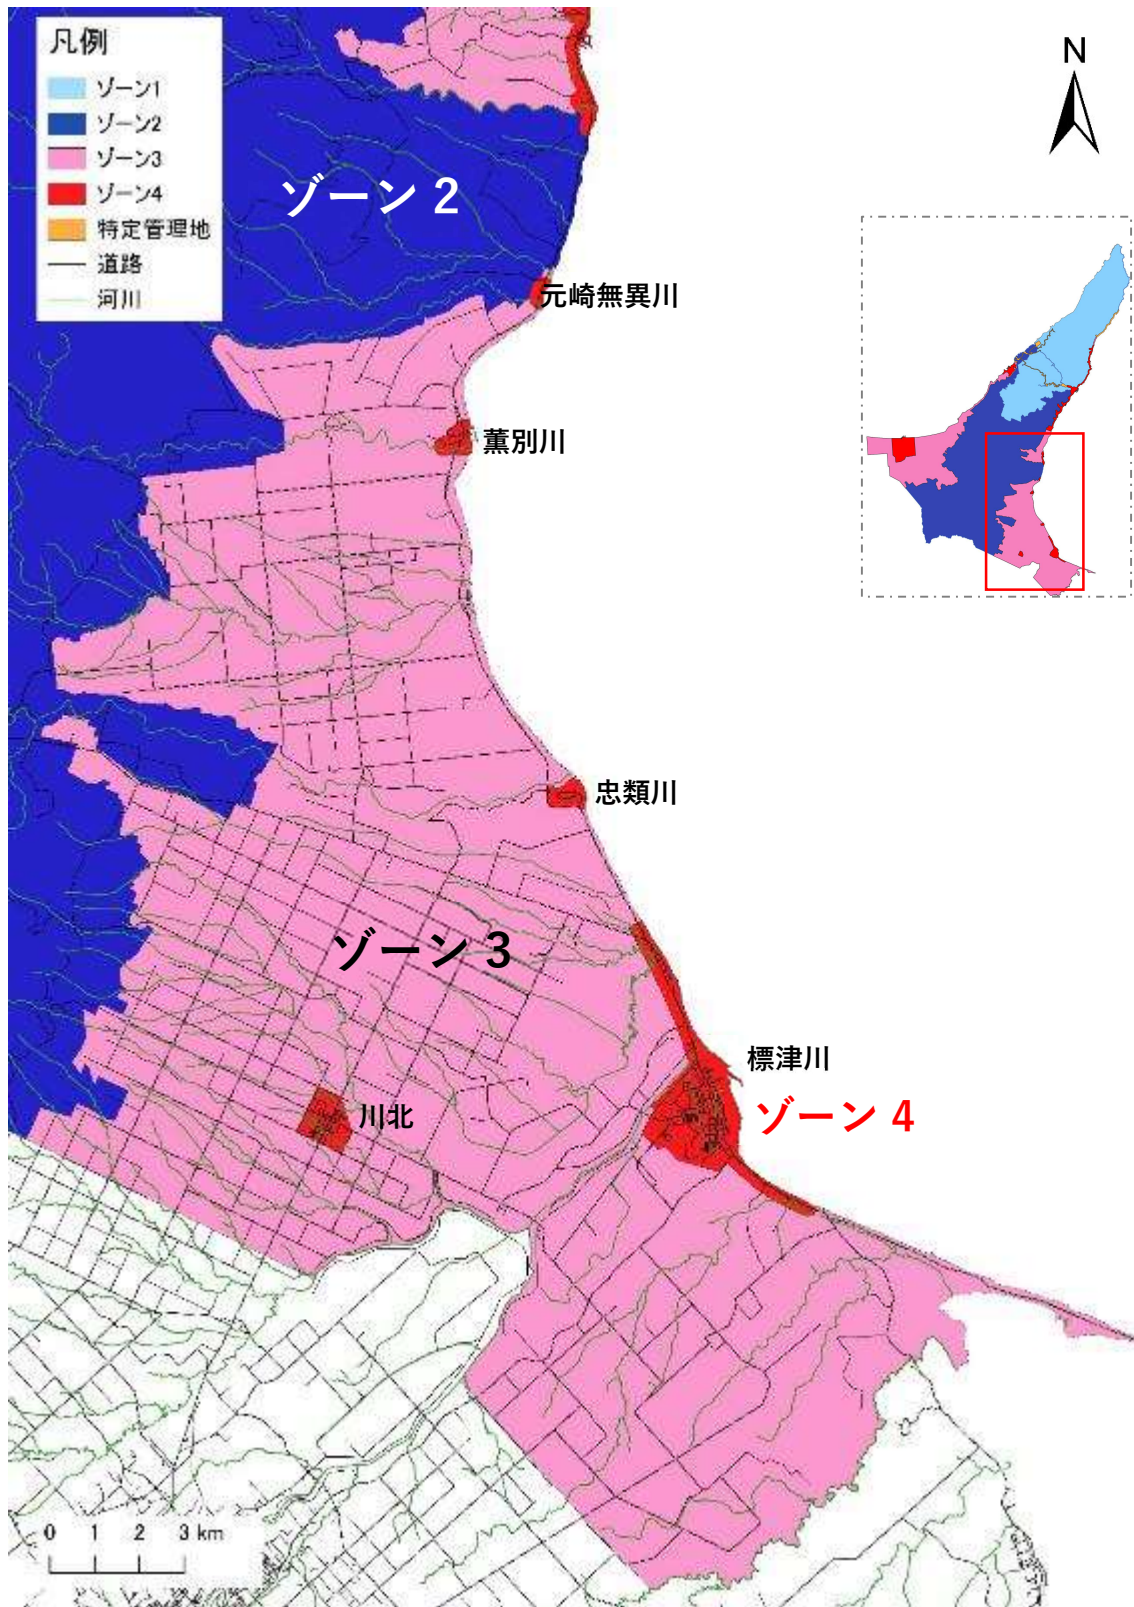 凡例
ゾーン1
ゾーン2
ゾーン3
ゾーン4
特定管理地
道路
河川
N
ゾーン 2
元崎無異川
薫別川
忠類川
ゾーン 3
標津川
ゾーン 4
川北
0 1 2 3 km